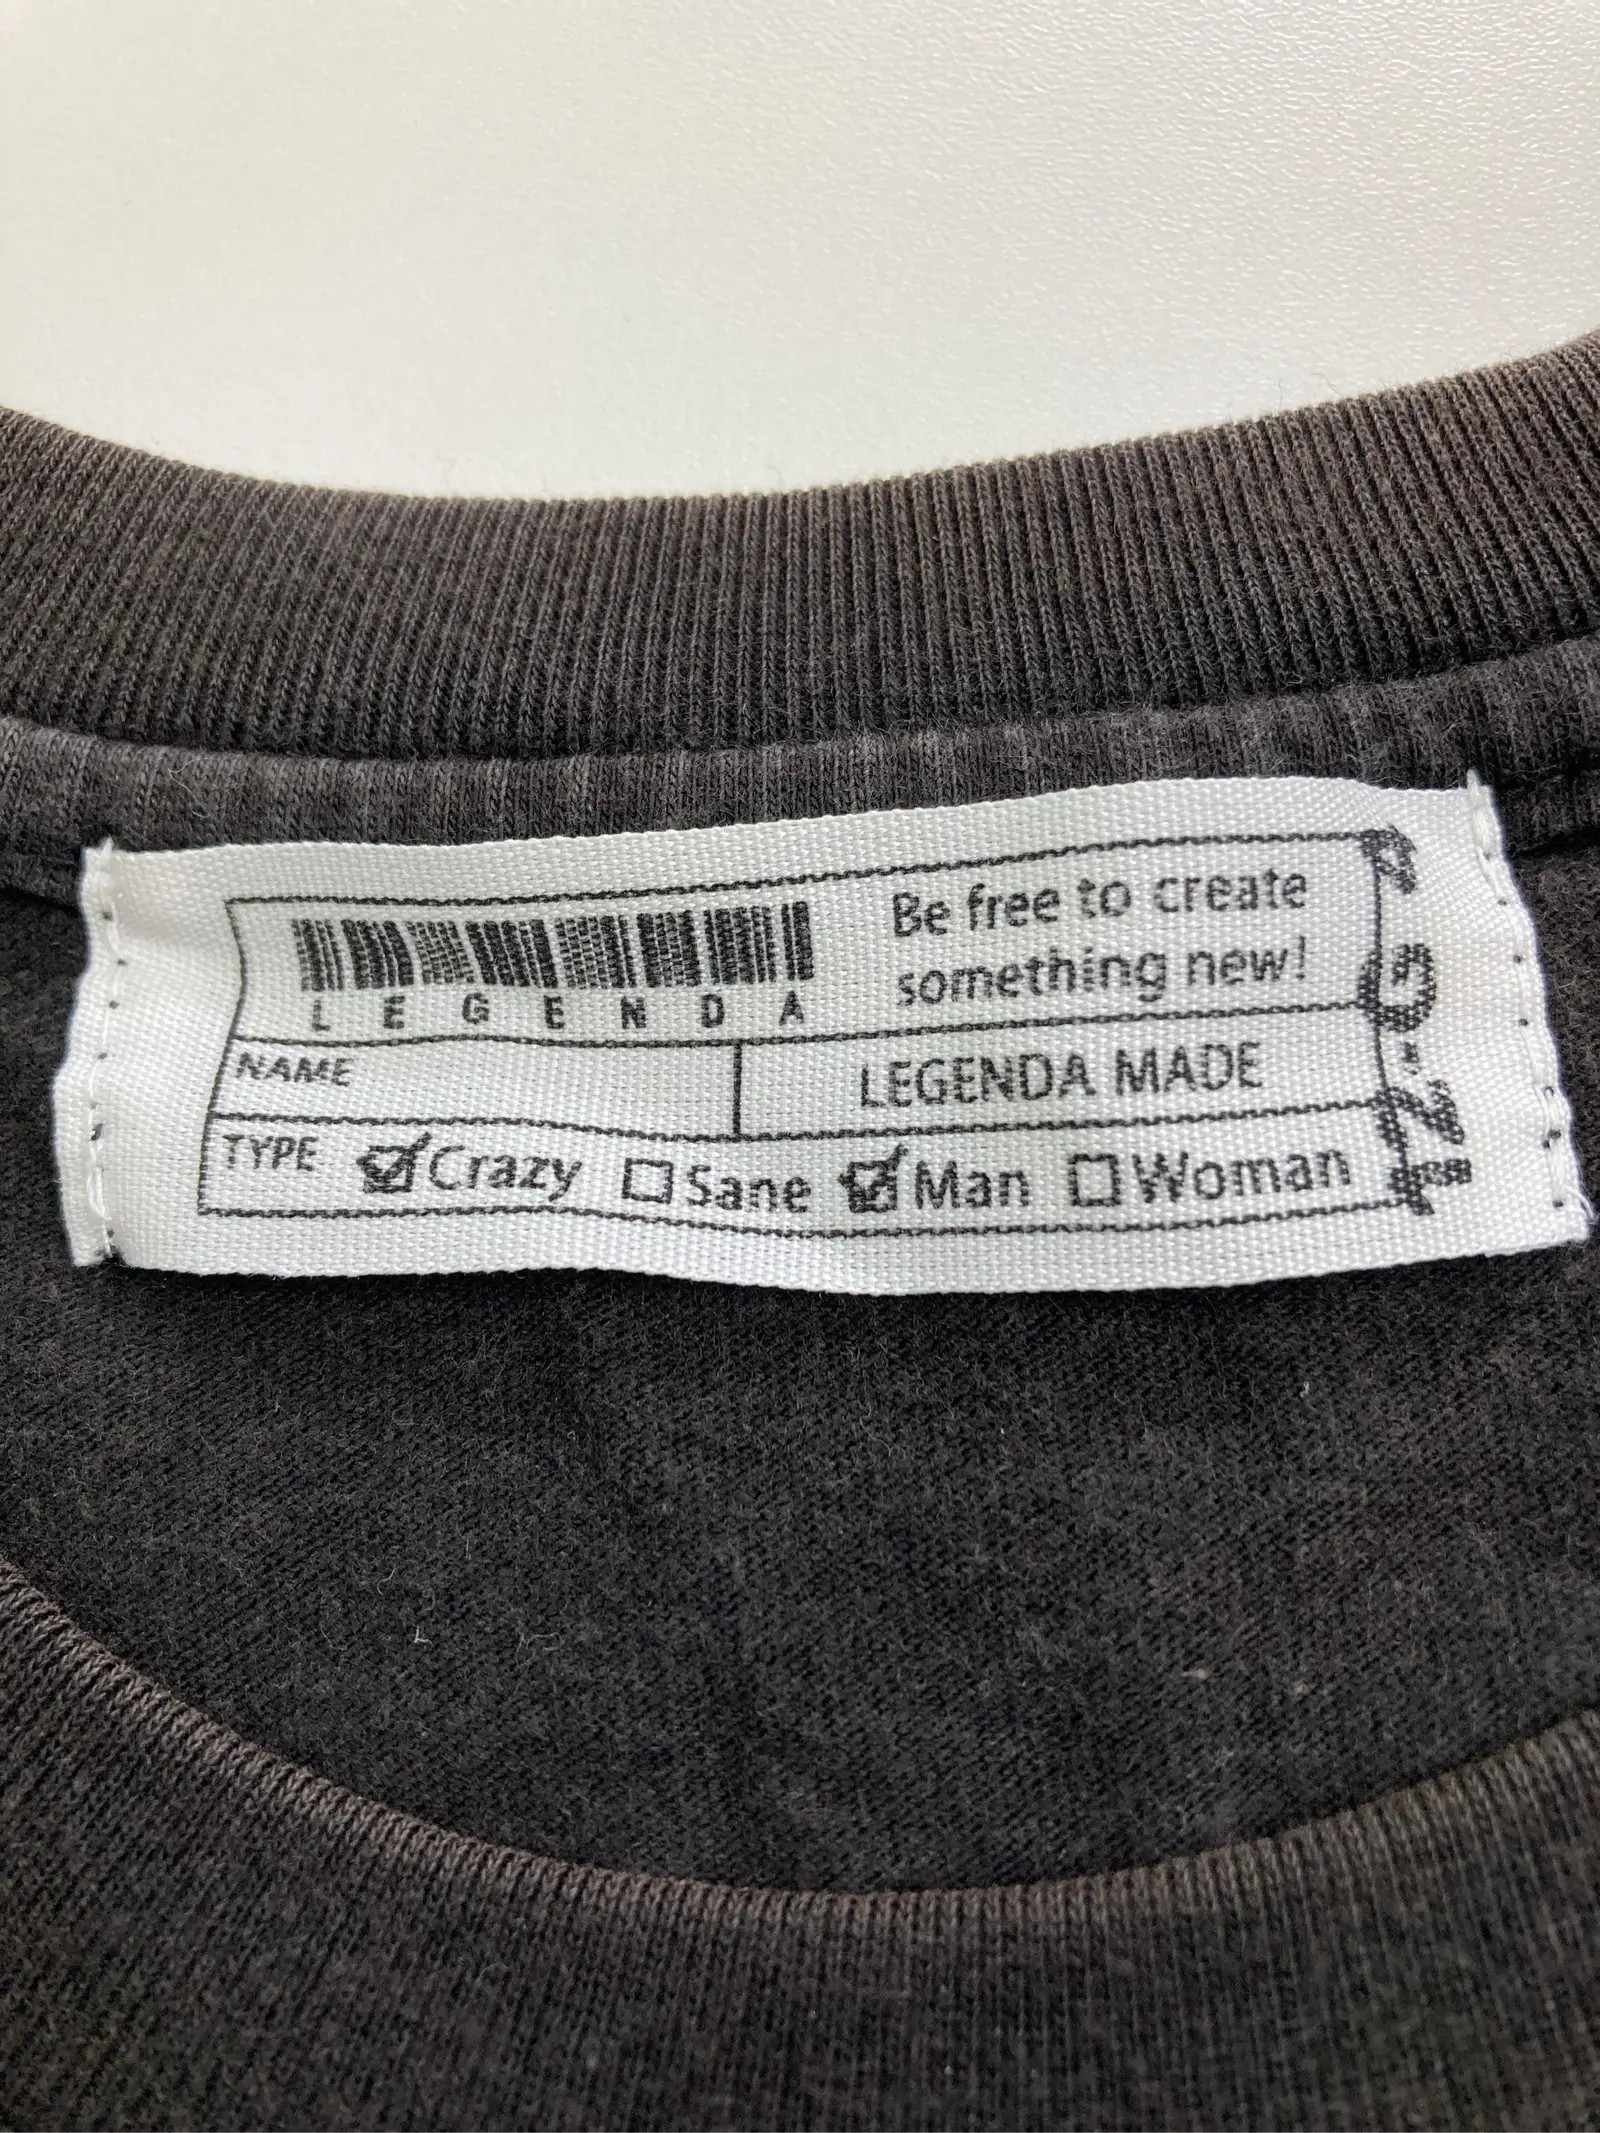 LEGENDA
Be free to create
something new!
NAME
LEGENDA MADE
TYPE ☑Crazy ☐Sane ☑Man ☐Woman